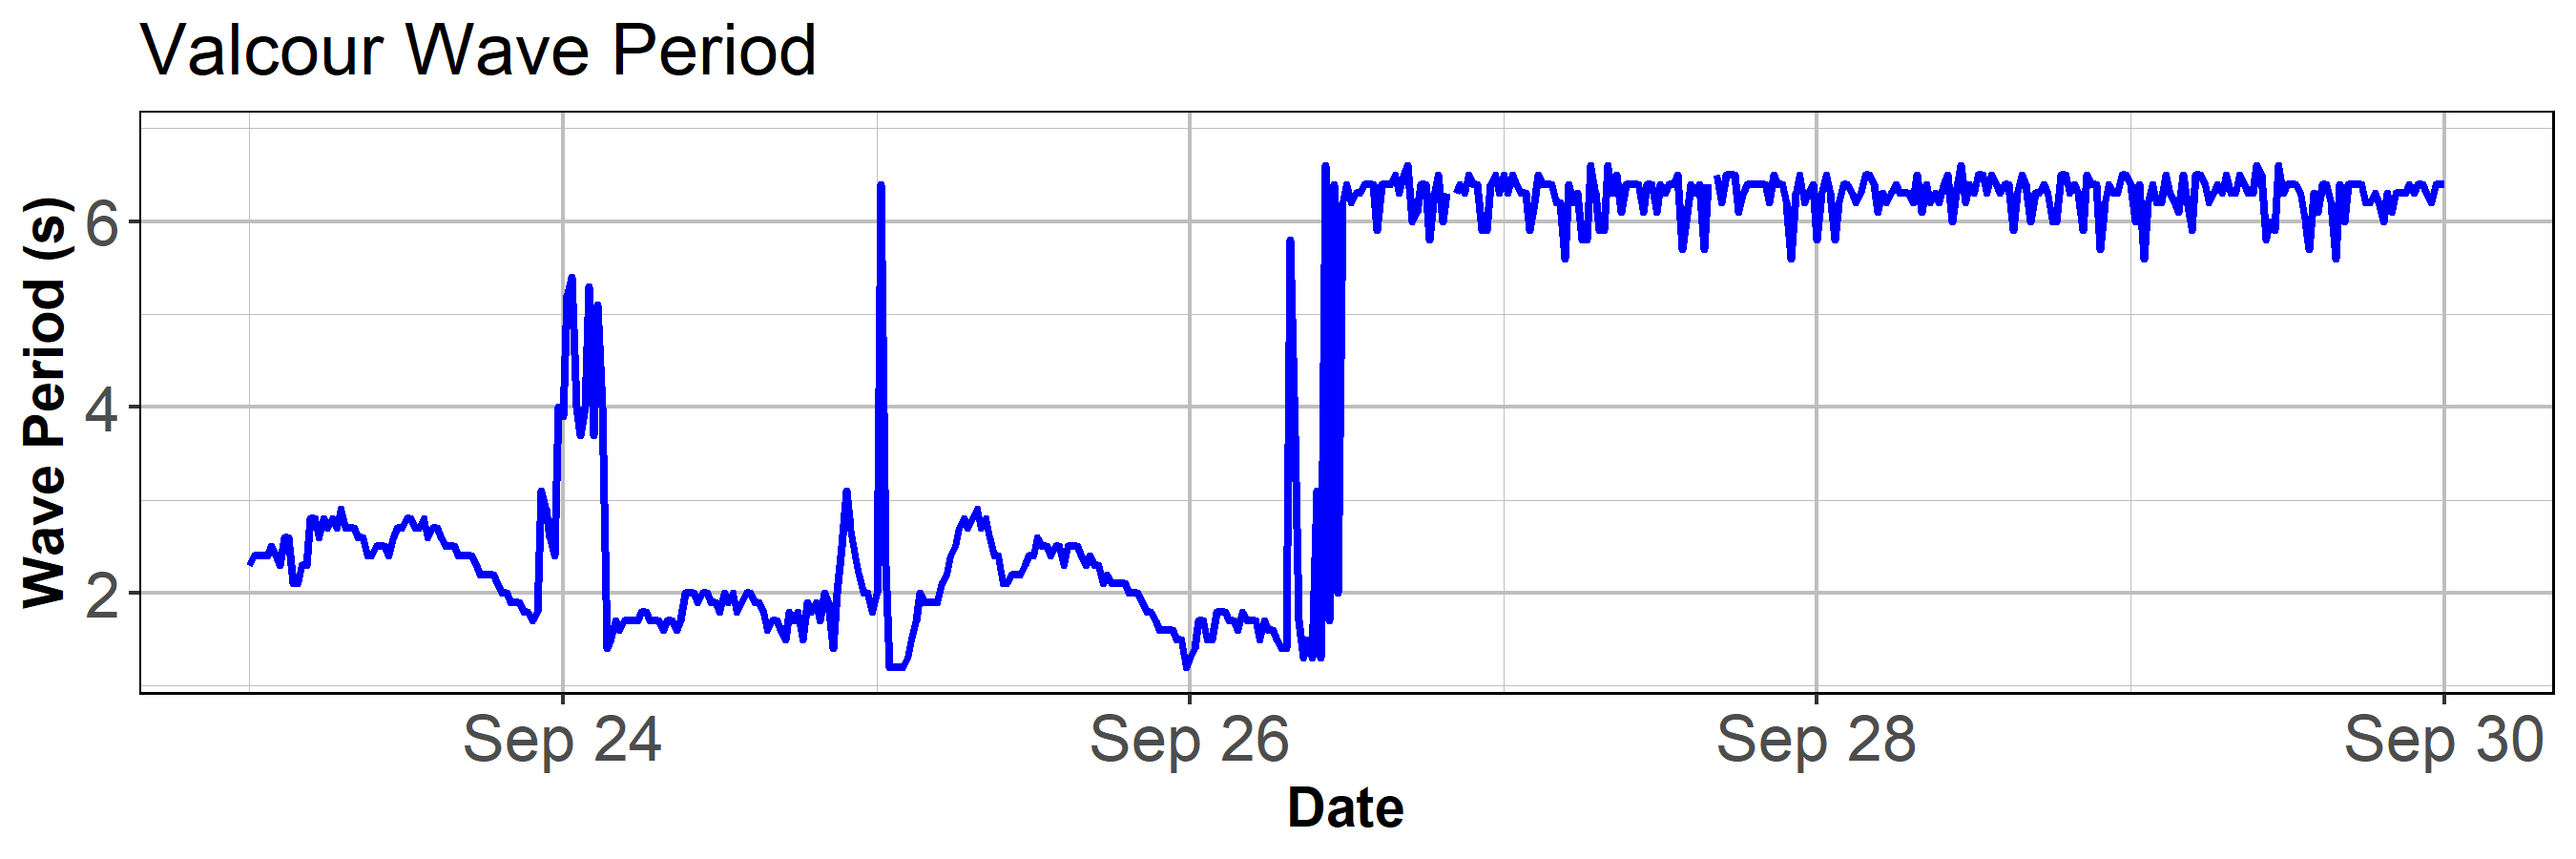 Valcour Wave Period
Wave Period (s)
6
4
2
Sep 24
Sep 26
Sep 28
Sep 30
Date